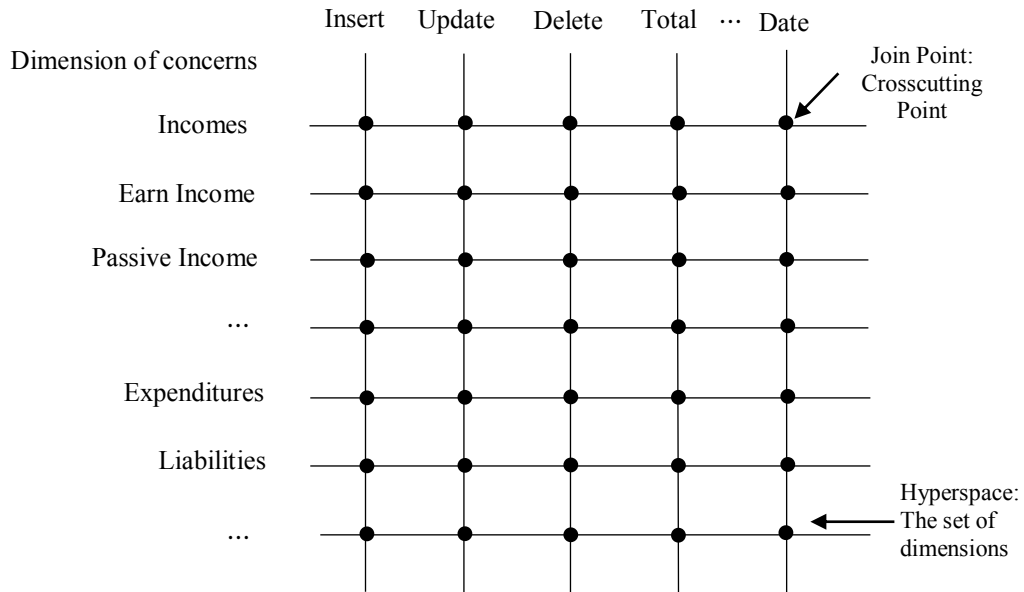 Insert Update Delete Total ... Date
Dimension of concerns
Join Point:
Crosscutting
Point
Incomes
Earn Income
Passive Income
...
Expenditures
Liabilities
Hyperspace:
The set of
dimensions
...